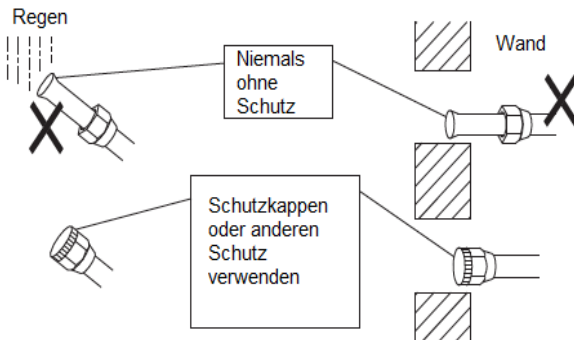 Regen
Niemals
ohne
Schutz
Wand
Schutzkappen
oder anderen
Schutz
verwenden